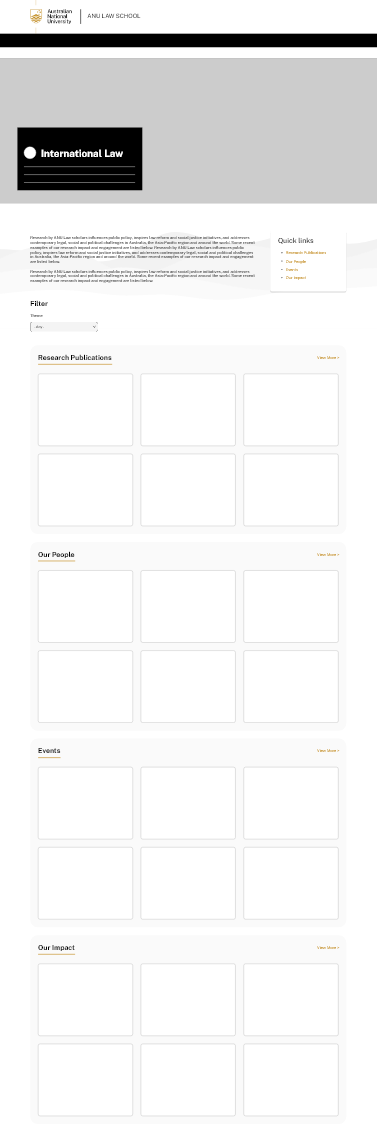 Australian
National
University
ANU LAW SCHOOL
International Law
Research by ANU Law scholars influences public policy, inspires law reform and social justice initiatives, and addresses
contemporary legal, social and political challenges in Australia, the Asia-Pacific region and around the world. Some recent
examples of our research impact and engagement are listed below. Research by ANU Law scholars influences public
policy, inspires law reform and social justice initiatives, and addresses contemporary legal, social and political challenges
in Australia, the Asia-Pacific region and around the world. Some recent examples of our research impact and engagement
are listed below.
Research by ANU Law scholars influences public policy, inspires law reform and social justice initiatives, and addresses
contemporary legal, social and political challenges in Australia, the Asia-Pacific region and around the world. Some recent
examples of our research impact and engagement are listed below.
Quick links
Research Publications
Our People
Events
Our Impact
Filter
Theme
- Any -
Research Publications
View More >
Our People
View More >
Events
View More >
Our Impact
View More >